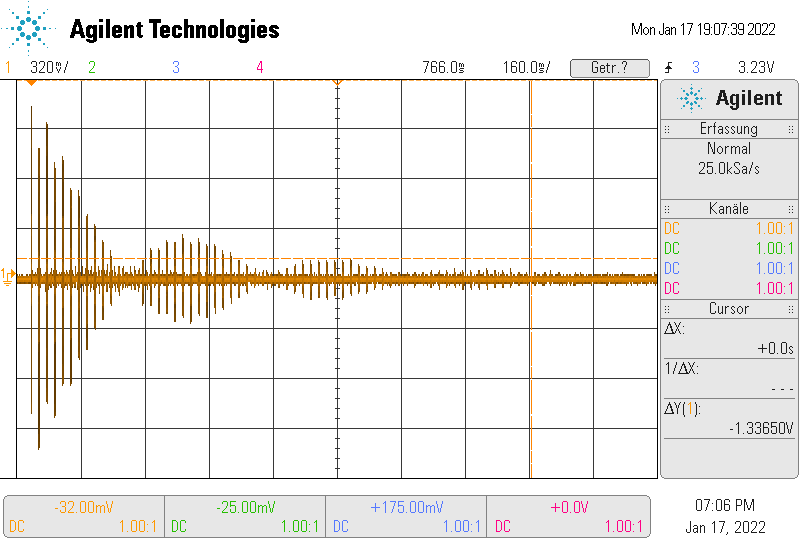 Agilent Technologies
Mon Jan 17 19:07:39 2022
1 320mV/ 2 3 4 766.0ms 160.0ms/ Getr.? 3 3.23V
Agilent
Erfassung
Normal
25.0kSa/s
Kanäle
DC 1.00:1
DC 1.00:1
DC 1.00:1
DC 1.00:1
Cursor
ΔX:
+0.0s
1/ΔX:
- - -
ΔY(1):
-1.33650V
1
-32.00mV
DC 1.00:1
-25.00mV
DC 1.00:1
+175.00mV
DC 1.00:1
+0.0V
DC 1.00:1
07:06 PM
Jan 17, 2022